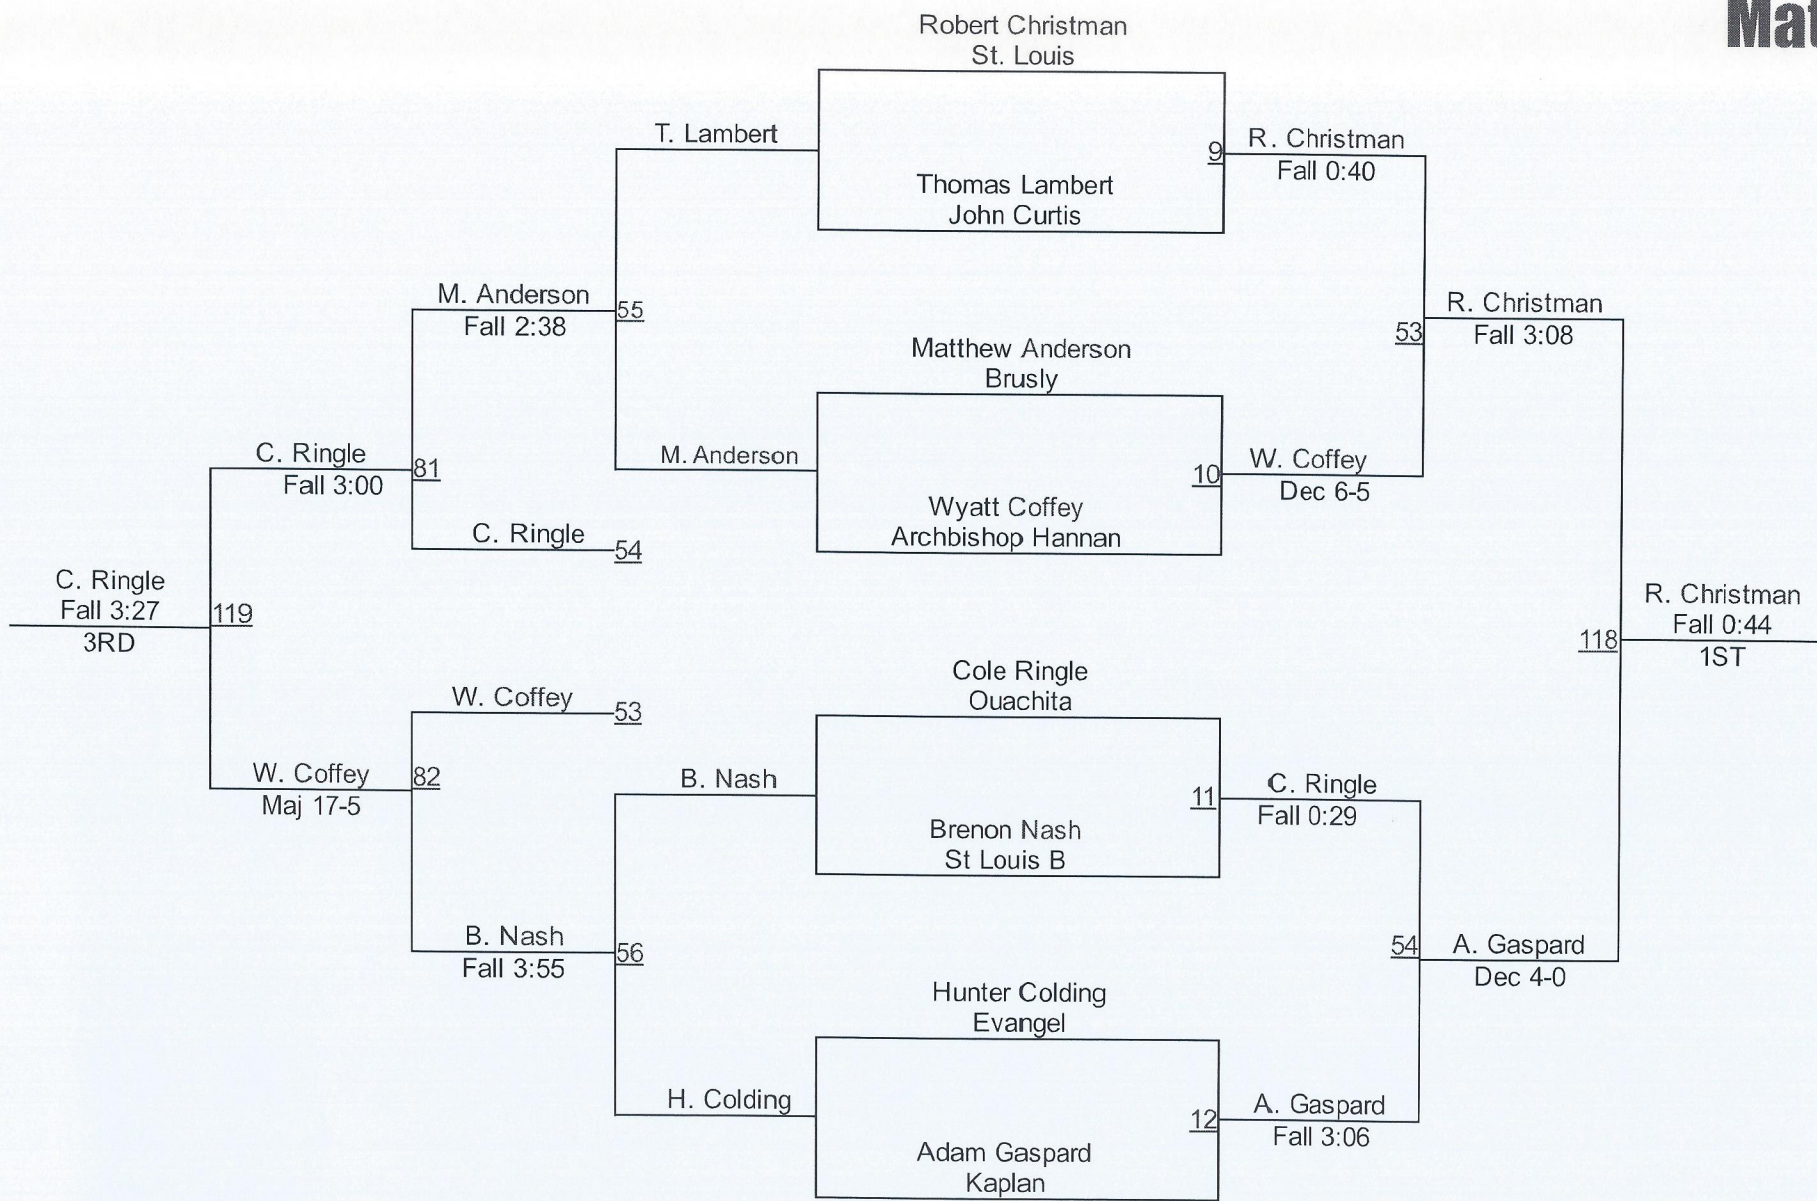 Mat
Robert Christman
St. Louis
T. Lambert
9
R. Christman
Fall 0:40
Thomas Lambert
John Curtis
M. Anderson
55
Fall 2:38
R. Christman
53
Fall 3:08
Matthew Anderson
Brusly
C. Ringle
81
Fall 3:00
M. Anderson
10
W. Coffey
Dec 6-5
Wyatt Coffey
Archbishop Hannan
C. Ringle
54
C. Ringle
Fall 3:27
119
3RD
R. Christman
Fall 0:44
118
1ST
Cole Ringle
Ouachita
W. Coffey
53
W. Coffey
82
Maj 17-5
B. Nash
11
C. Ringle
Fall 0:29
Brenon Nash
St Louis B
B. Nash
56
Fall 3:55
54
A. Gaspard
Dec 4-0
Hunter Colding
Evangel
H. Colding
12
A. Gaspard
Fall 3:06
Adam Gaspard
Kaplan